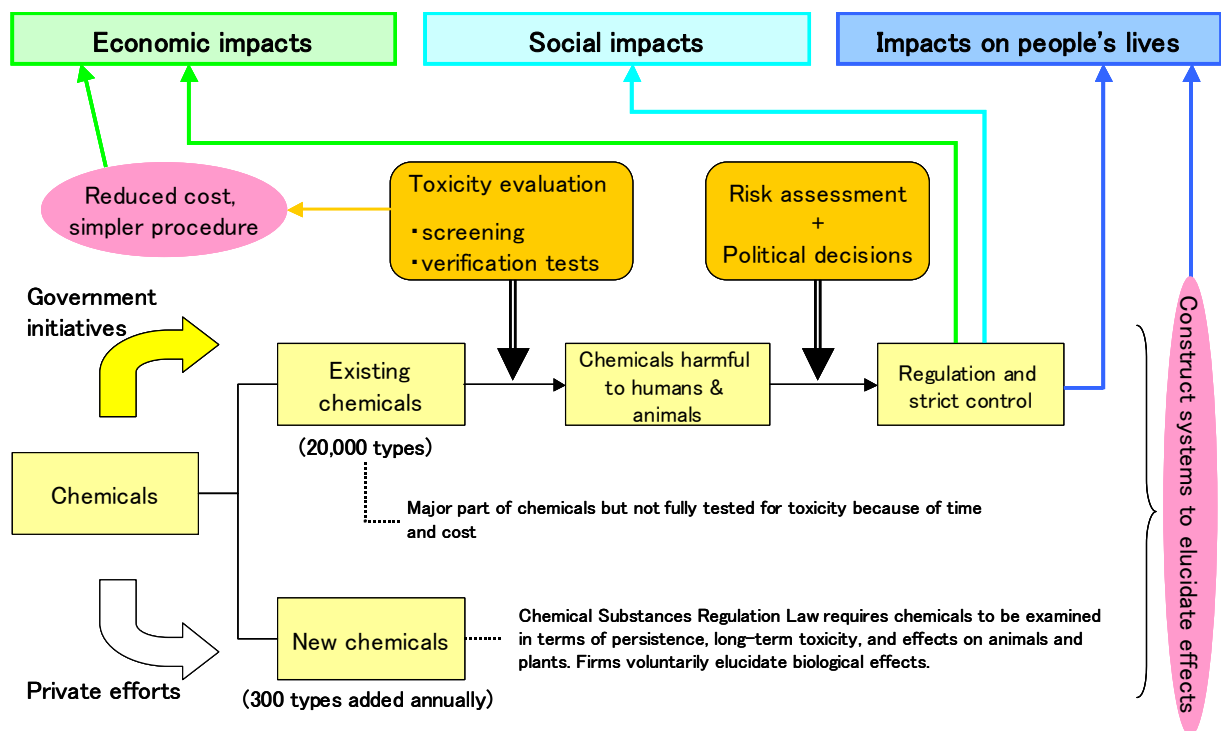 Economic impacts
Social impacts
Impacts on people's lives
Reduced cost,
simpler procedure
Toxicity evaluation
・screening
・verification tests
Risk assessment
+
Political decisions
Government
initiatives
Existing
chemicals
(20,000 types)
Chemicals harmful
to humans &
animals
Regulation and
strict control
Construct systems to elucidate effects
Chemicals
Major part of chemicals but not fully tested for toxicity because of time
and cost
New chemicals
(300 types added annually)
Chemical Substances Regulation Law requires chemicals to be examined
in terms of persistence, long-term toxicity, and effects on animals and
plants. Firms voluntarily elucidate biological effects.
Private efforts